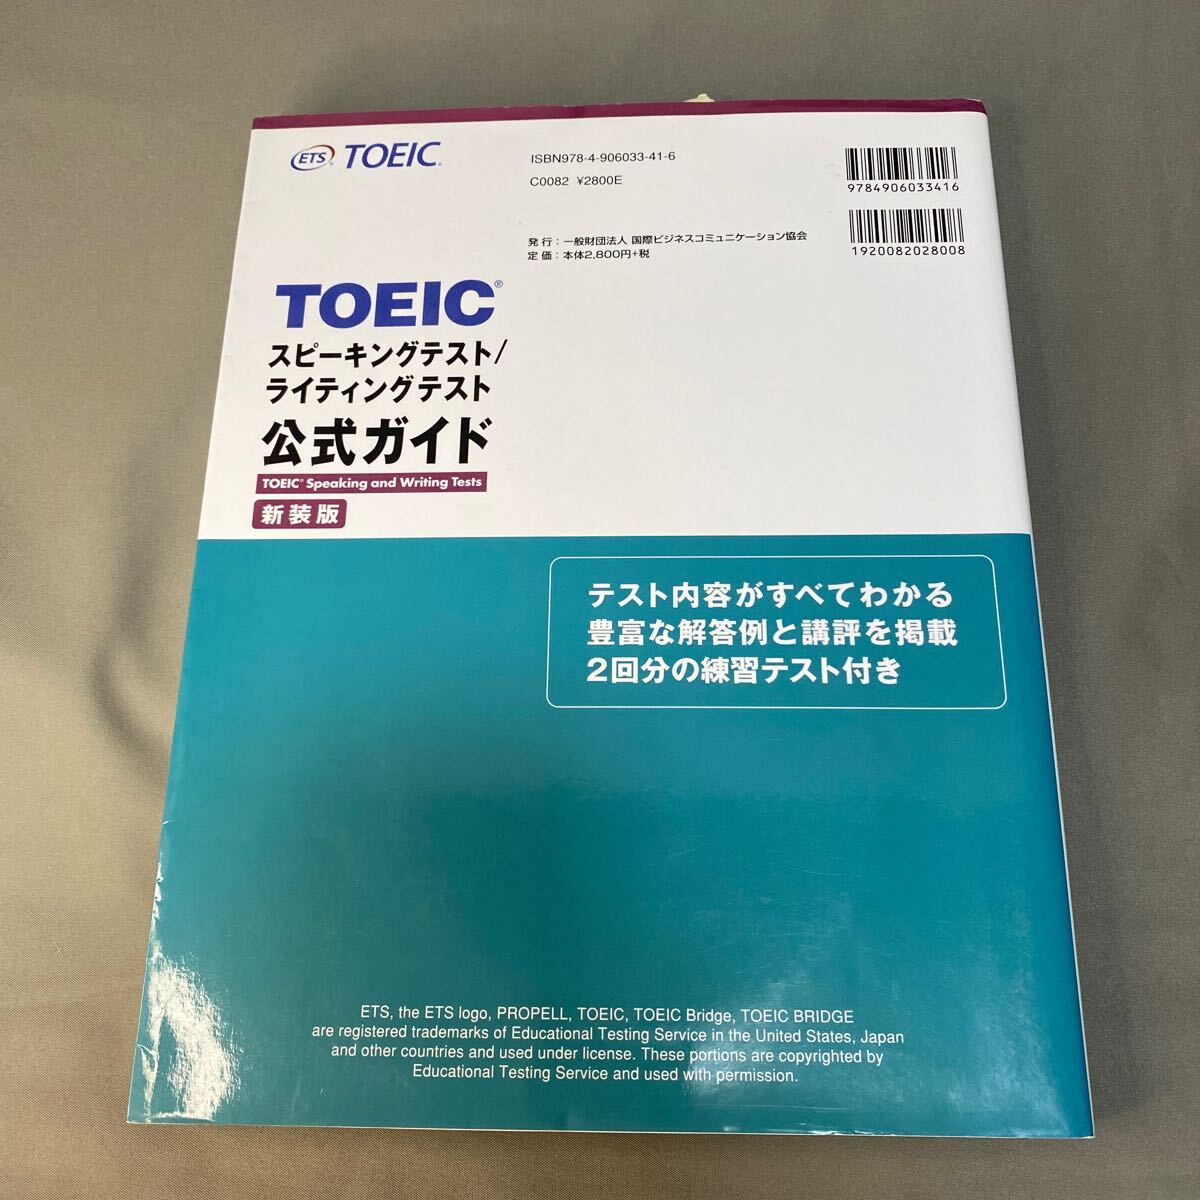 ETS® TOEIC®
ISBN978-4-906033-41-6
C0082 ¥2800E
発行：一般財団法人 国際ビジネスコミュニケーション協会
定価：本体2,800円+税
9784906033416
1920082028008
TOEIC®
スピーキングテスト/
ライティングテスト
公式ガイド
TOEIC® Speaking and Writing Tests
新装版
テスト内容がすべてわかる
豊富な解答例と講評を掲載
2回分の練習テスト付き
ETS, the ETS logo, PROPELL, TOEIC, TOEIC Bridge, TOEIC BRIDGE
are registered trademarks of Educational Testing Service in the United States, Japan
and other countries and used under license. These portions are copyrighted by
Educational Testing Service and used with permission.